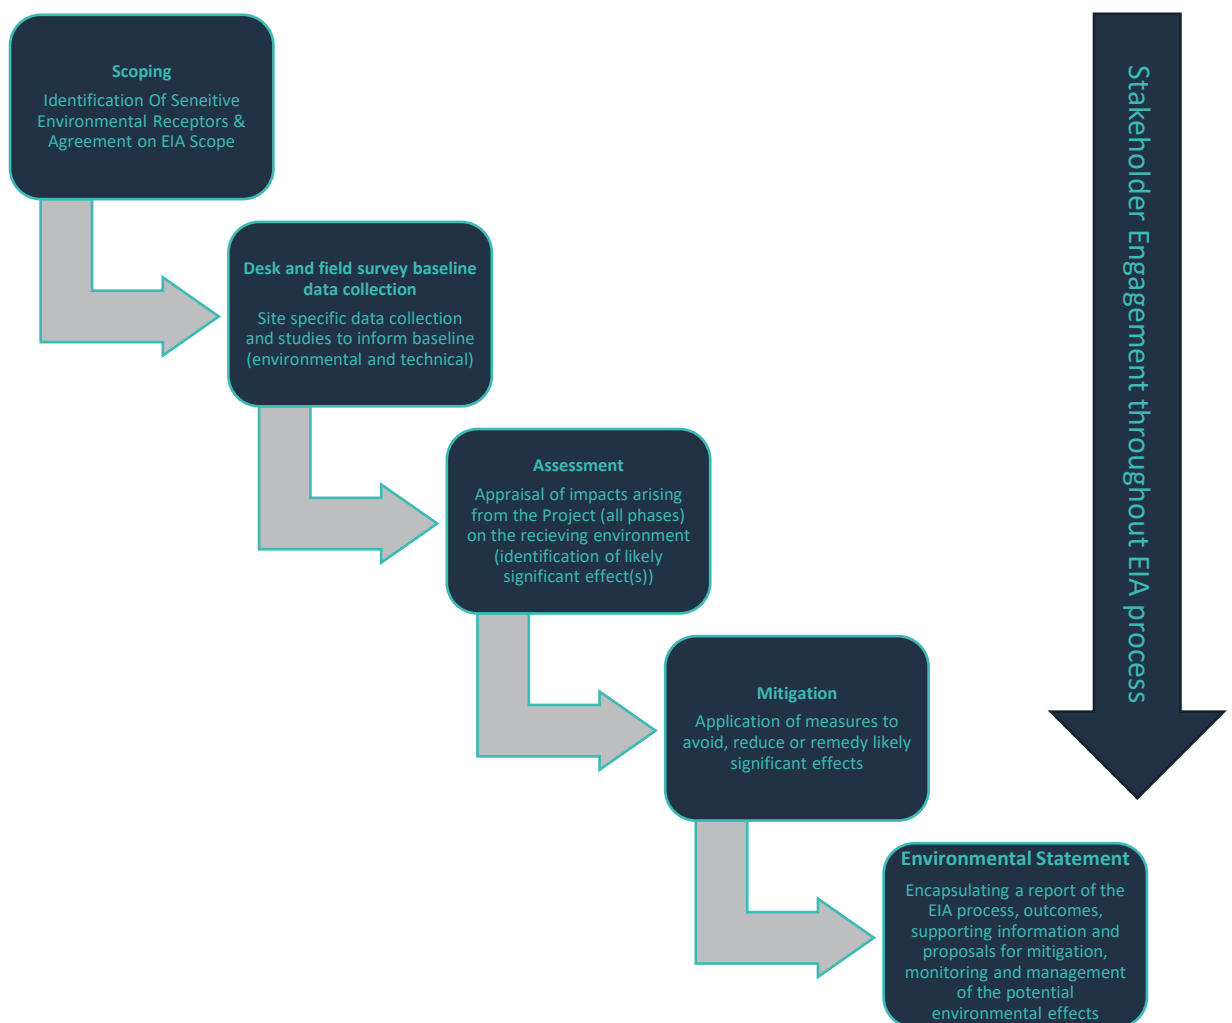 Scoping
Identification Of Seneitive
Environmental Receptors &
Agreement on EIA Scope
Desk and field survey baseline
data collection
Site specific data collection
and studies to inform baseline
(environmental and technical)
Assessment
Appraisal of impacts arising
from the Project (all phases)
on the recieving environment
(identification of likely
significant effect(s))
Mitigation
Application of measures to
avoid, reduce or remedy likely
significant effects
Environmental Statement
Encapsulating a report of the
EIA process, outcomes,
supporting information and
proposals for mitigation,
monitoring and management
of the potential
environmental effects
Stakeholder Engagement throughout EIA process